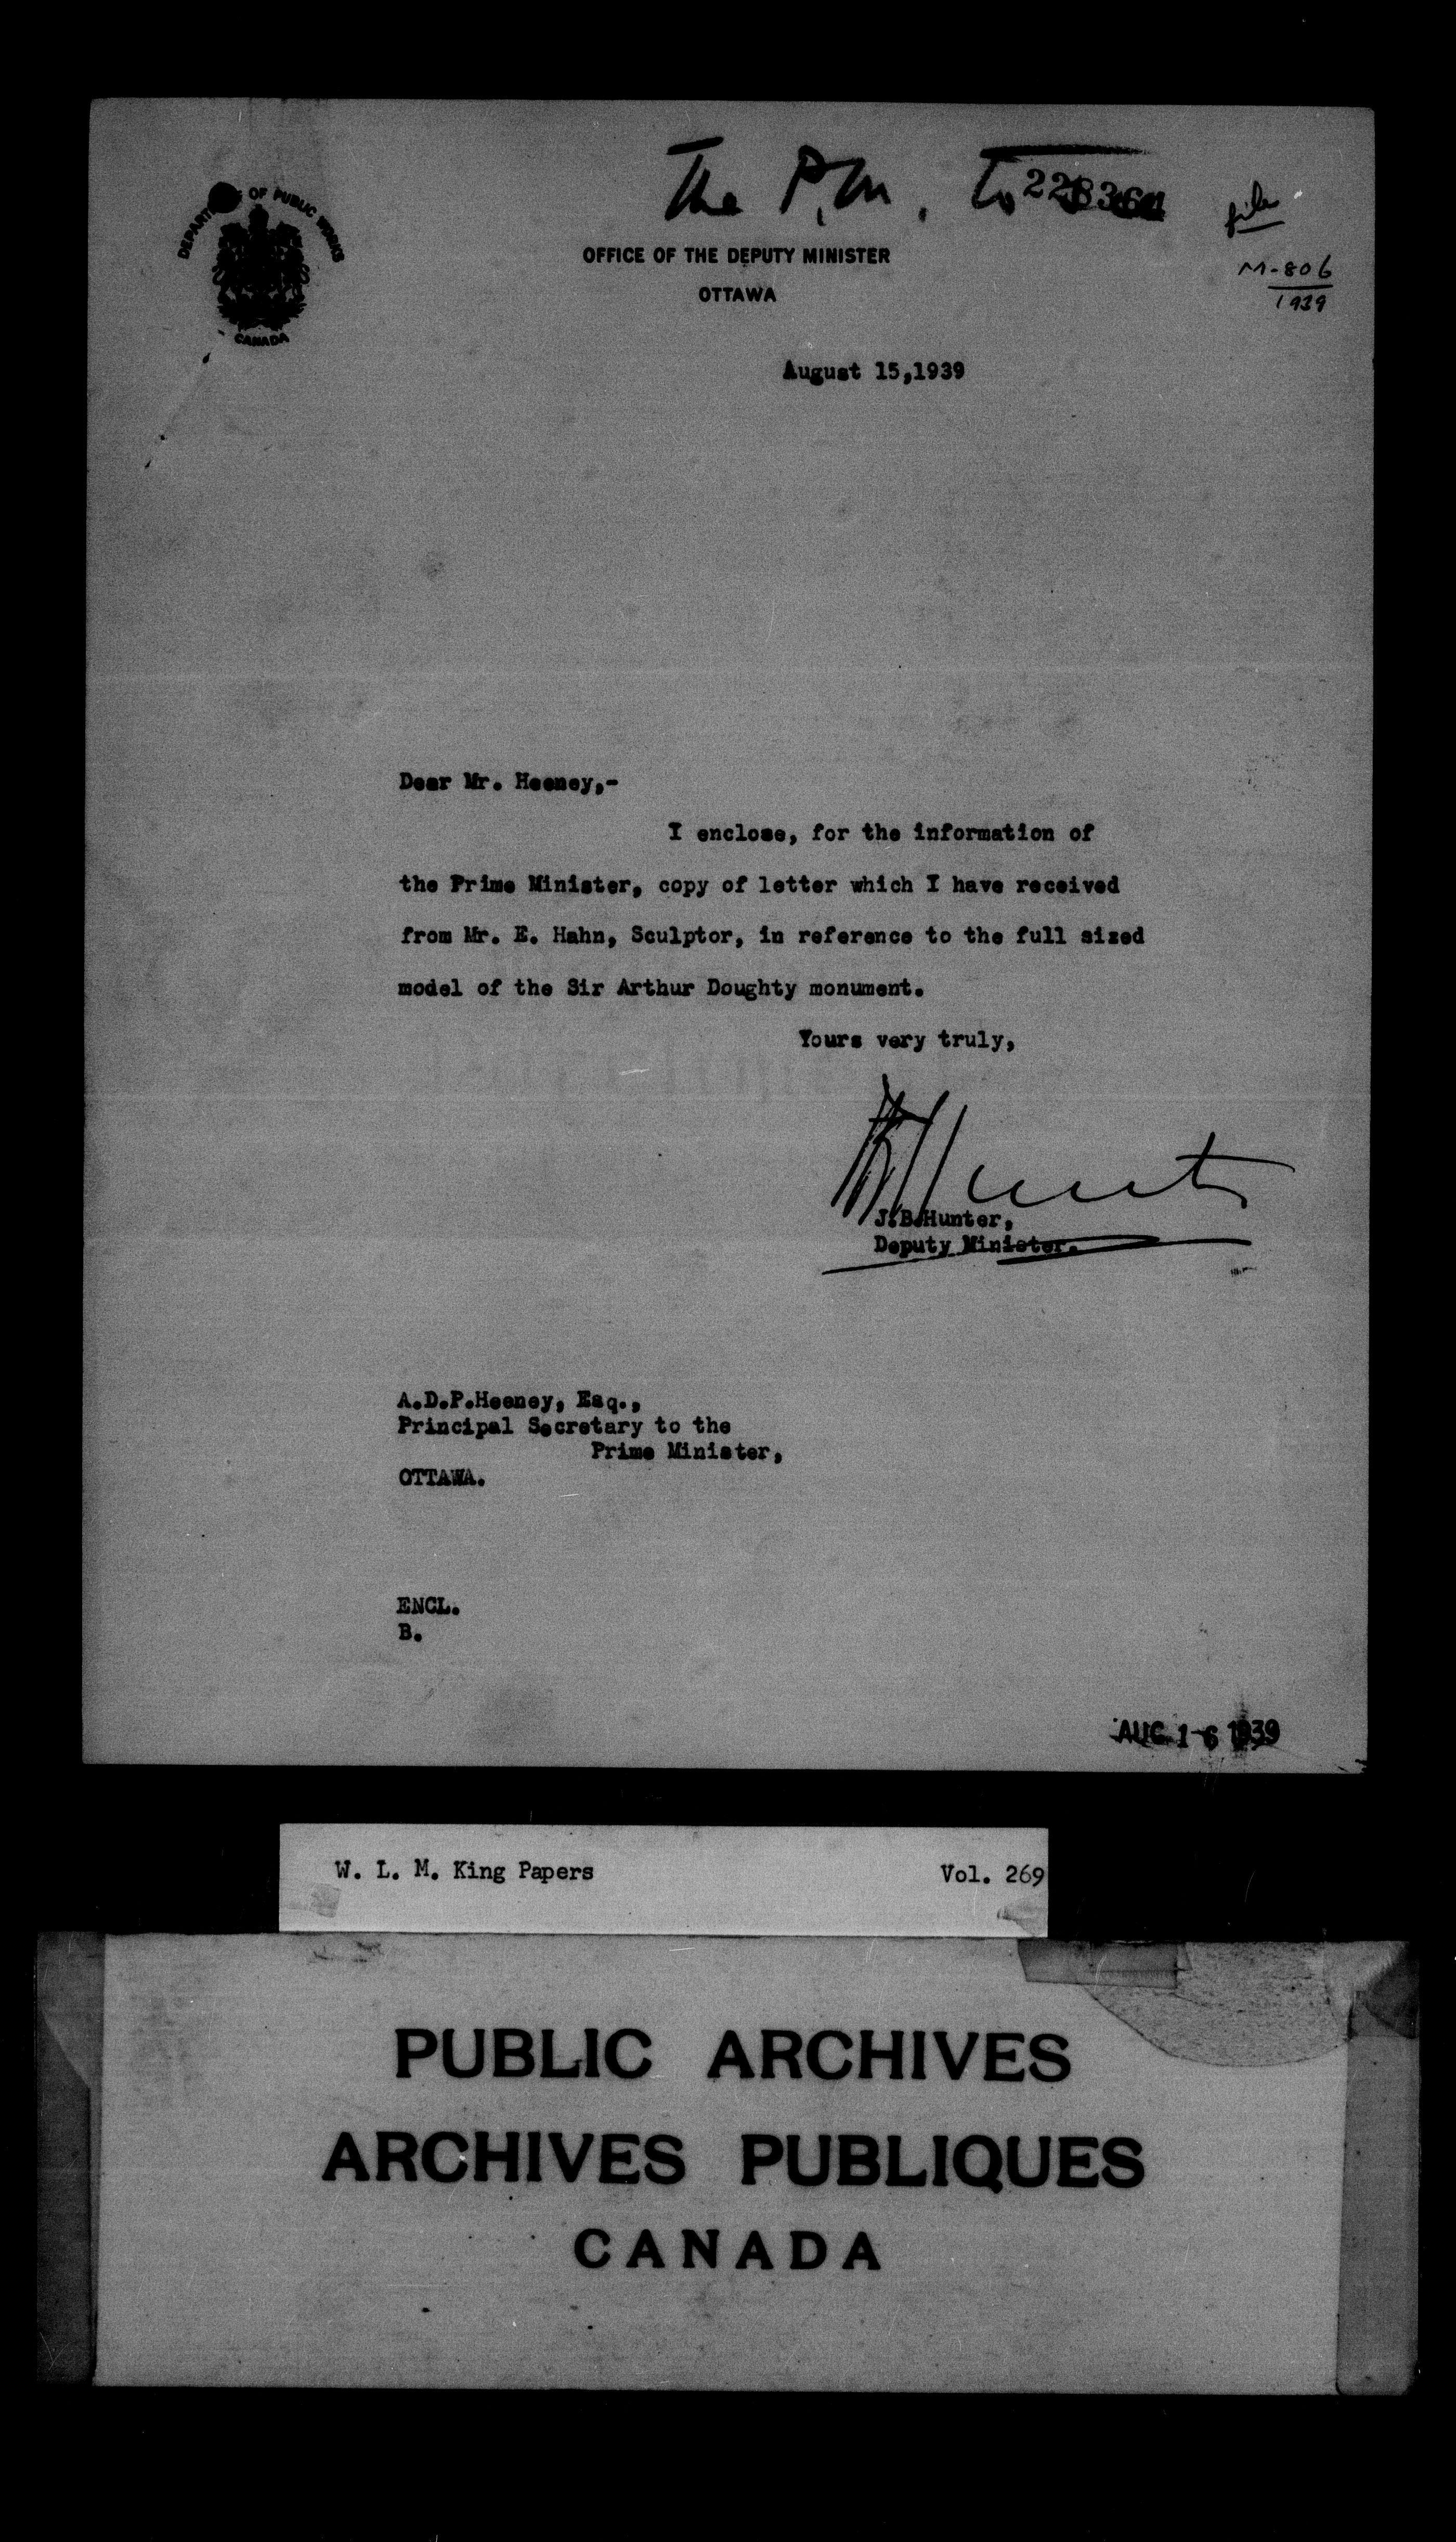 The P.M. to
file
DEPARTMENT OF PUBLIC WORKS
CANADA
OFFICE OF THE DEPUTY MINISTER
OTTAWA
M-806
1939
August 15,1939
Dear Mr. Heeney,-
I enclose, for the information of
the Prime Minister, copy of letter which I have received
from Mr. E. Hahn, Sculptor, in reference to the full sized
model of the Sir Arthur Doughty monument.
Yours very truly,
J.B.Hunter,
Deputy Minister.
A.D.P.Heeney, Esq.,
Principal Secretary to the
Prime Minister,
OTTAWA.
ENCL.
B.
AUG 16 1939
W. L. M. King Papers Vol. 269
PUBLIC ARCHIVES
ARCHIVES PUBLIQUES
CANADA